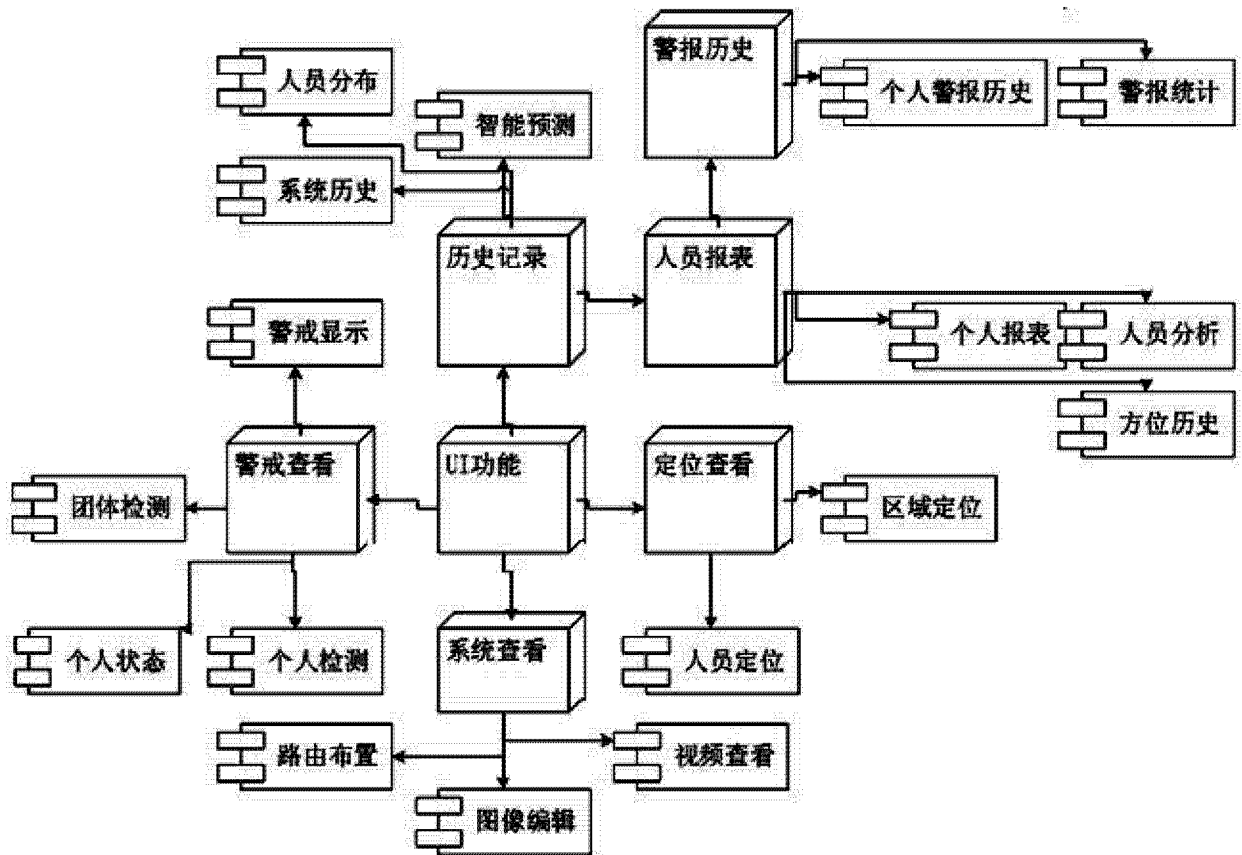 警报历史
人员分布
个人警报历史
警报统计
智能预测
系统历史
历史记录
人员报表
警戒显示
个人报表
人员分析
方位历史
警戒查看
UI功能
定位查看
团体检测
区域定位
个人状态
个人检测
系统查看
人员定位
路由布置
视频查看
图像编辑